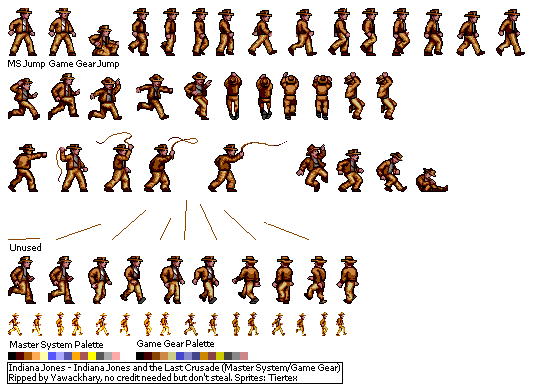 MS Jump Game Gear Jump
Unused
Master System Palette Game Gear Palette
Indiana Jones - Indiana Jones and the Last Crusade (Master System/Game Gear)
Ripped by Yawackhary, no credit needed but don't steal. Sprites: Tiertex